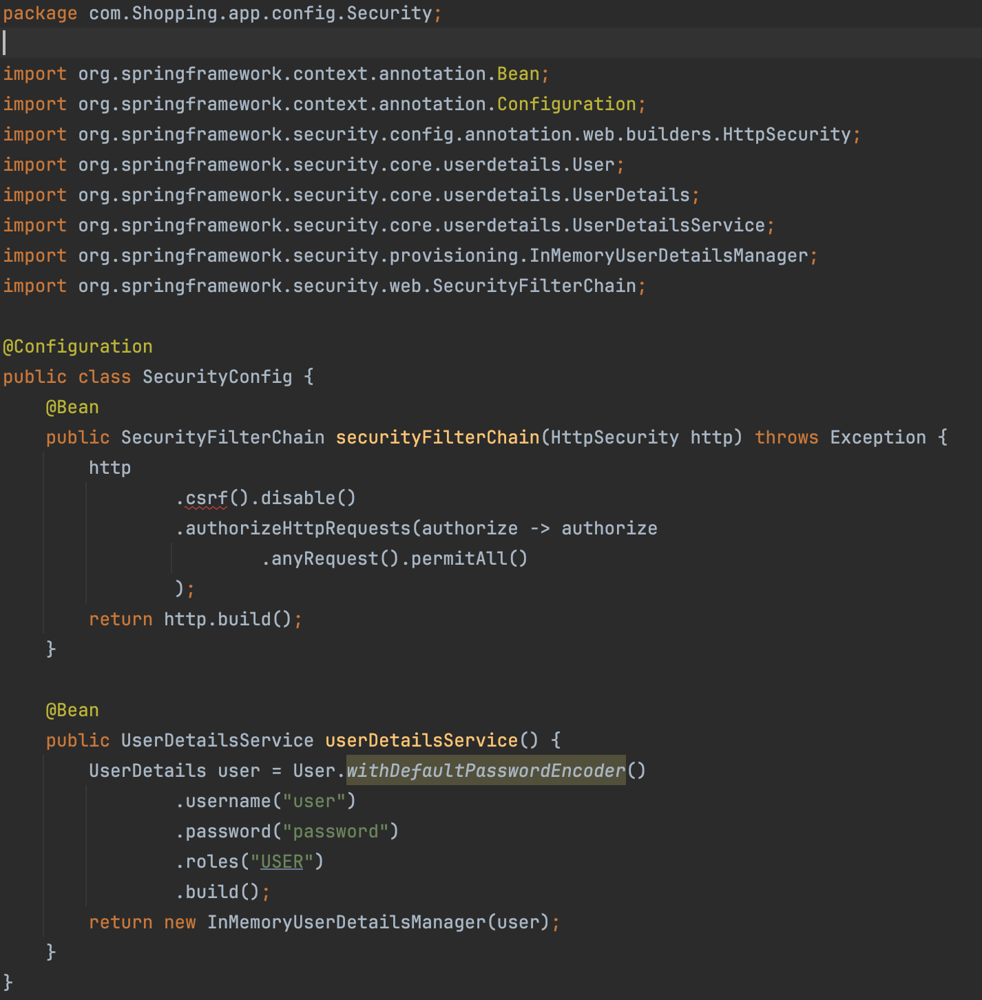 package com.Shopping.app.config.Security;
import org.springframework.context.annotation.Bean;
import org.springframework.context.annotation.Configuration;
import org.springframework.security.config.annotation.web.builders.HttpSecurity;
import org.springframework.security.core.userdetails.User;
import org.springframework.security.core.userdetails.UserDetails;
import org.springframework.security.core.userdetails.UserDetailsService;
import org.springframework.security.provisioning.InMemoryUserDetailsManager;
import org.springframework.security.web.SecurityFilterChain;

@Configuration
public class SecurityConfig {
    @Bean
    public SecurityFilterChain securityFilterChain(HttpSecurity http) throws Exception {
        http
                .csrf().disable()
                .authorizeHttpRequests(authorize -> authorize
                        .anyRequest().permitAll()
                );
        return http.build();
    }

    @Bean
    public UserDetailsService userDetailsService() {
        UserDetails user = User.withDefaultPasswordEncoder()
                .username("user")
                .password("password")
                .roles("USER")
                .build();
        return new InMemoryUserDetailsManager(user);
    }
}